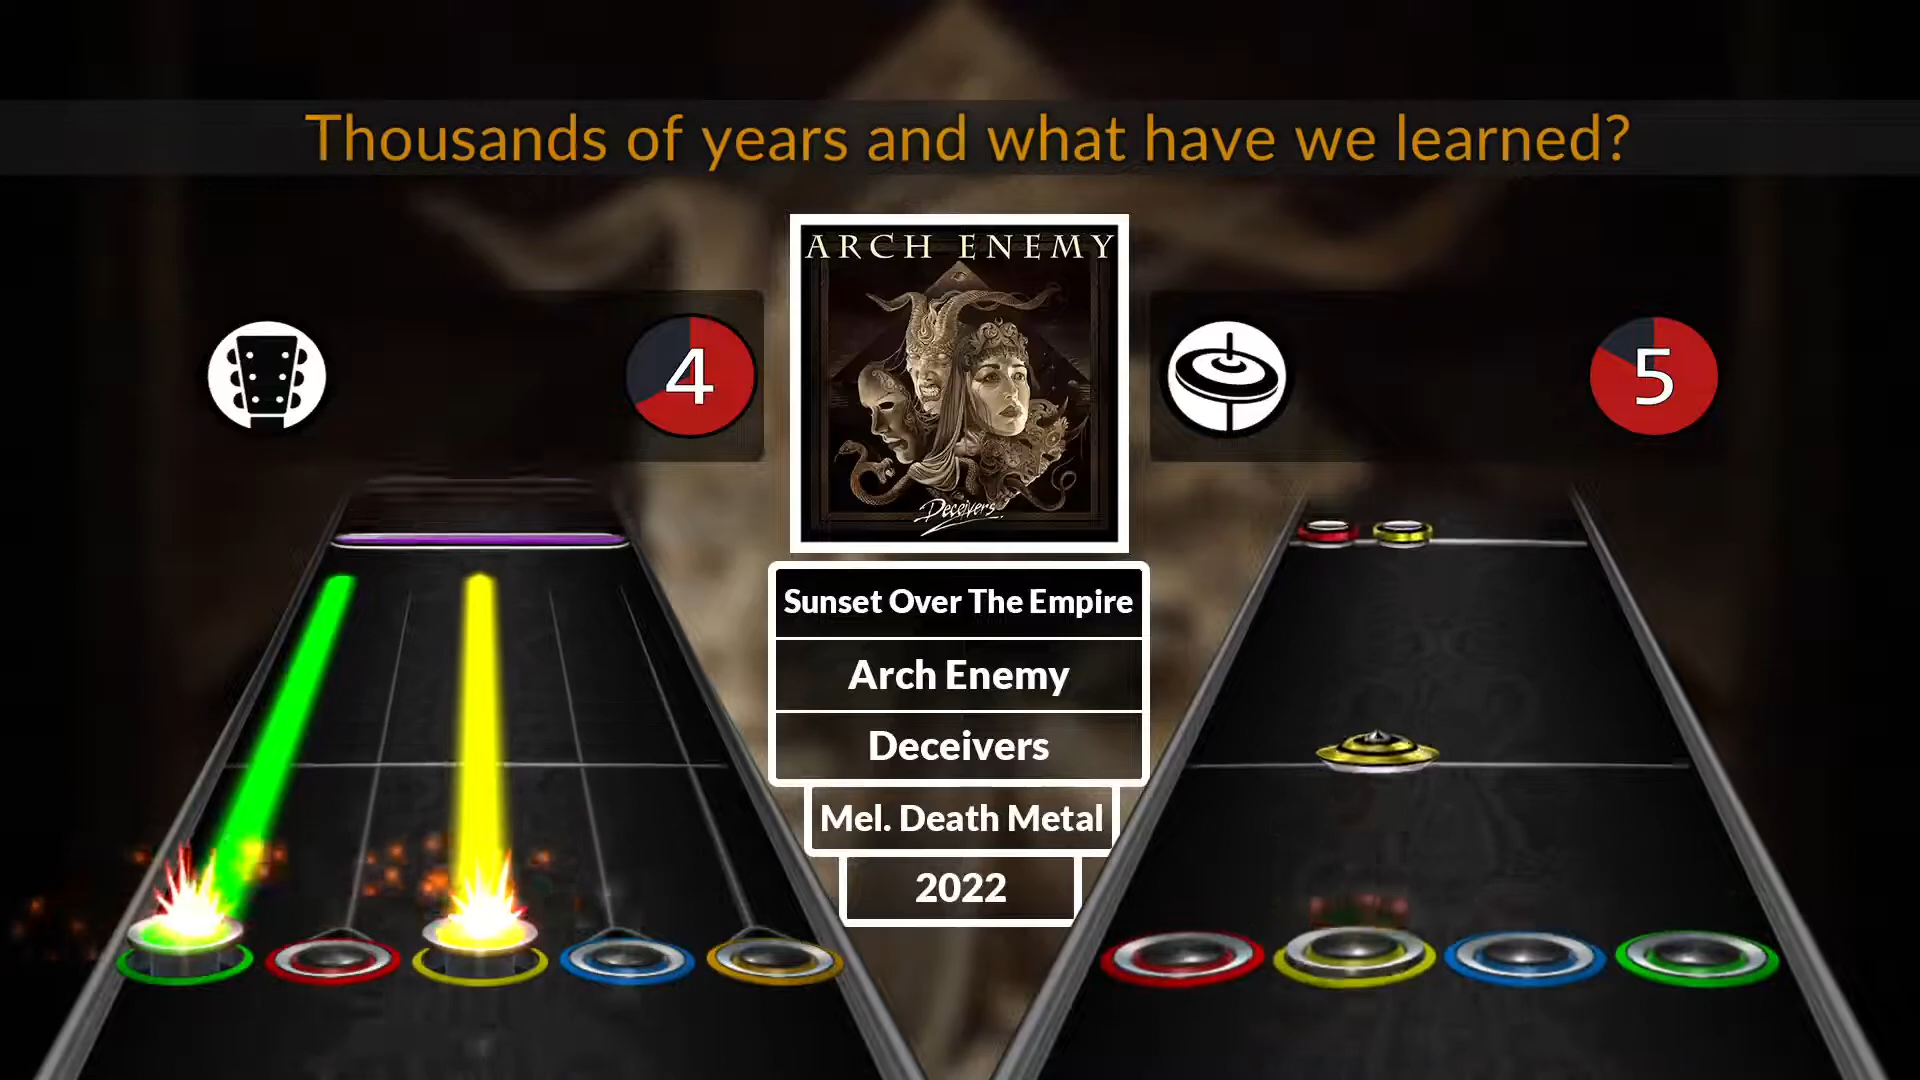 Thousands of years and what have we learned?
ARCH ENEMY
Deceivers
4
5
Sunset Over The Empire
Arch Enemy
Deceivers
Mel. Death Metal
2022